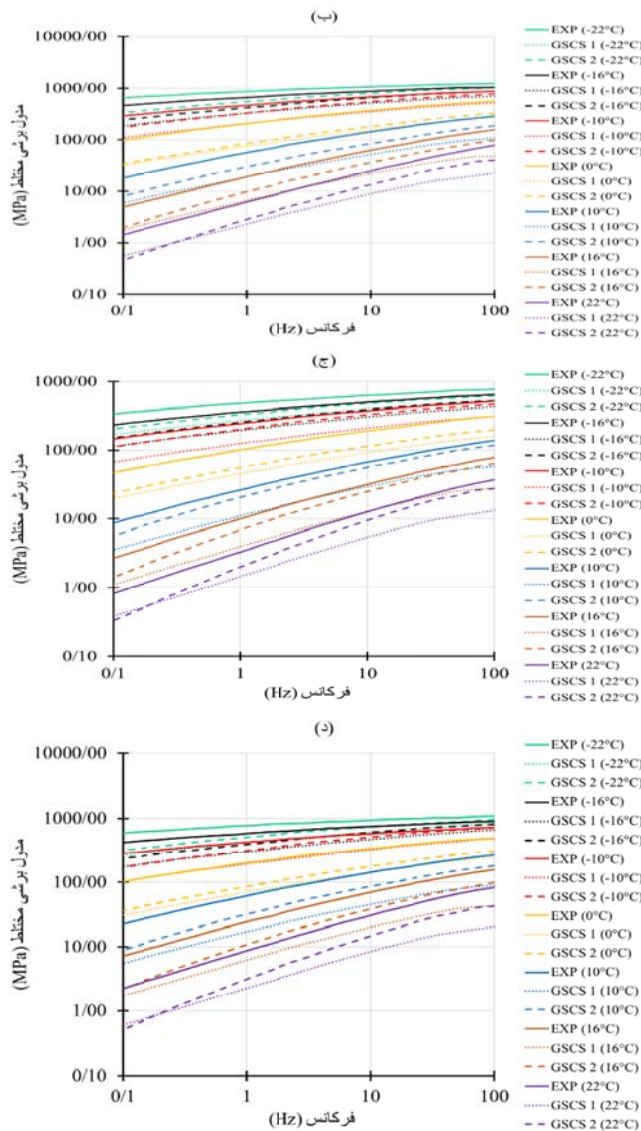 (ب)
10000/00
1000/00
100/00
10/00
1/00
0/10
مدول برشی مختلط (MPa)
0/1
1
10
100
فرکانس (Hz)
EXP (-22°C)
GSCS 1 (-22°C)
GSCS 2 (-22°C)
EXP (-16°C)
GSCS 1 (-16°C)
GSCS 2 (-16°C)
EXP (-10°C)
GSCS 1 (-10°C)
GSCS 2 (-10°C)
EXP (0°C)
GSCS 1 (0°C)
GSCS 2 (0°C)
EXP (10°C)
GSCS 1 (10°C)
GSCS 2 (10°C)
EXP (16°C)
GSCS 1 (16°C)
GSCS 2 (16°C)
EXP (22°C)
GSCS 1 (22°C)
GSCS 2 (22°C)
(ج)
1000/00
100/00
10/00
1/00
0/10
مدول برشی مختلط (MPa)
0/1
1
10
100
فرکانس (Hz)
EXP (-22°C)
GSCS 1 (-22°C)
GSCS 2 (-22°C)
EXP (-16°C)
GSCS 1 (-16°C)
GSCS 2 (-16°C)
EXP (-10°C)
GSCS 1 (-10°C)
GSCS 2 (-10°C)
EXP (0°C)
GSCS 1 (0°C)
GSCS 2 (0°C)
EXP (10°C)
GSCS 1 (10°C)
GSCS 2 (10°C)
EXP (16°C)
GSCS 1 (16°C)
GSCS 2 (16°C)
EXP (22°C)
GSCS 1 (22°C)
GSCS 2 (22°C)
(د)
10000/00
1000/00
100/00
10/00
1/00
0/10
مدول برشی مختلط (MPa)
0/1
1
10
100
فرکانس (Hz)
EXP (-22°C)
GSCS 1 (-22°C)
GSCS 2 (-22°C)
EXP (-16°C)
GSCS 1 (-16°C)
GSCS 2 (-16°C)
EXP (-10°C)
GSCS 1 (-10°C)
GSCS 2 (-10°C)
EXP (0°C)
GSCS 1 (0°C)
GSCS 2 (0°C)
EXP (10°C)
GSCS 1 (10°C)
GSCS 2 (10°C)
EXP (16°C)
GSCS 1 (16°C)
GSCS 2 (16°C)
EXP (22°C)
GSCS 1 (22°C)
GSCS 2 (22°C)